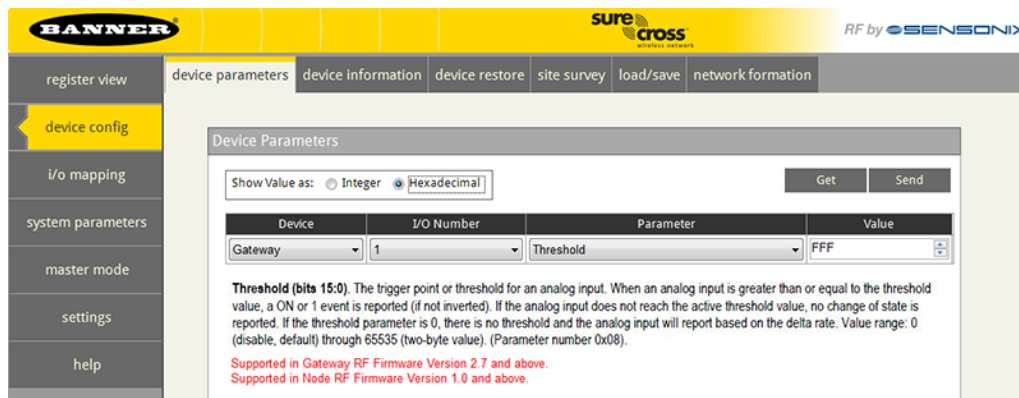 BANNER
sure cross
wireless network
RF by SENSONIX
register view
device config
i/o mapping
system parameters
master mode
settings
help
device parameters device information device restore site survey load/save network formation
Device Parameters
Show Value as: Integer Hexadecimal
Get Send
Device I/O Number Parameter Value
Gateway 1 Threshold FFF
Threshold (bits 15:0). The trigger point or threshold for an analog input. When an analog input is greater than or equal to the threshold
value, a ON or 1 event is reported (if not inverted). If the analog input does not reach the active threshold value, no change of state is
reported. If the threshold parameter is 0, there is no threshold and the analog input will report based on the delta rate. Value range: 0
(disable, default) through 65535 (two-byte value). (Parameter number 0x08).
Supported in Gateway RF Firmware Version 2.7 and above.
Supported in Node RF Firmware Version 1.0 and above.